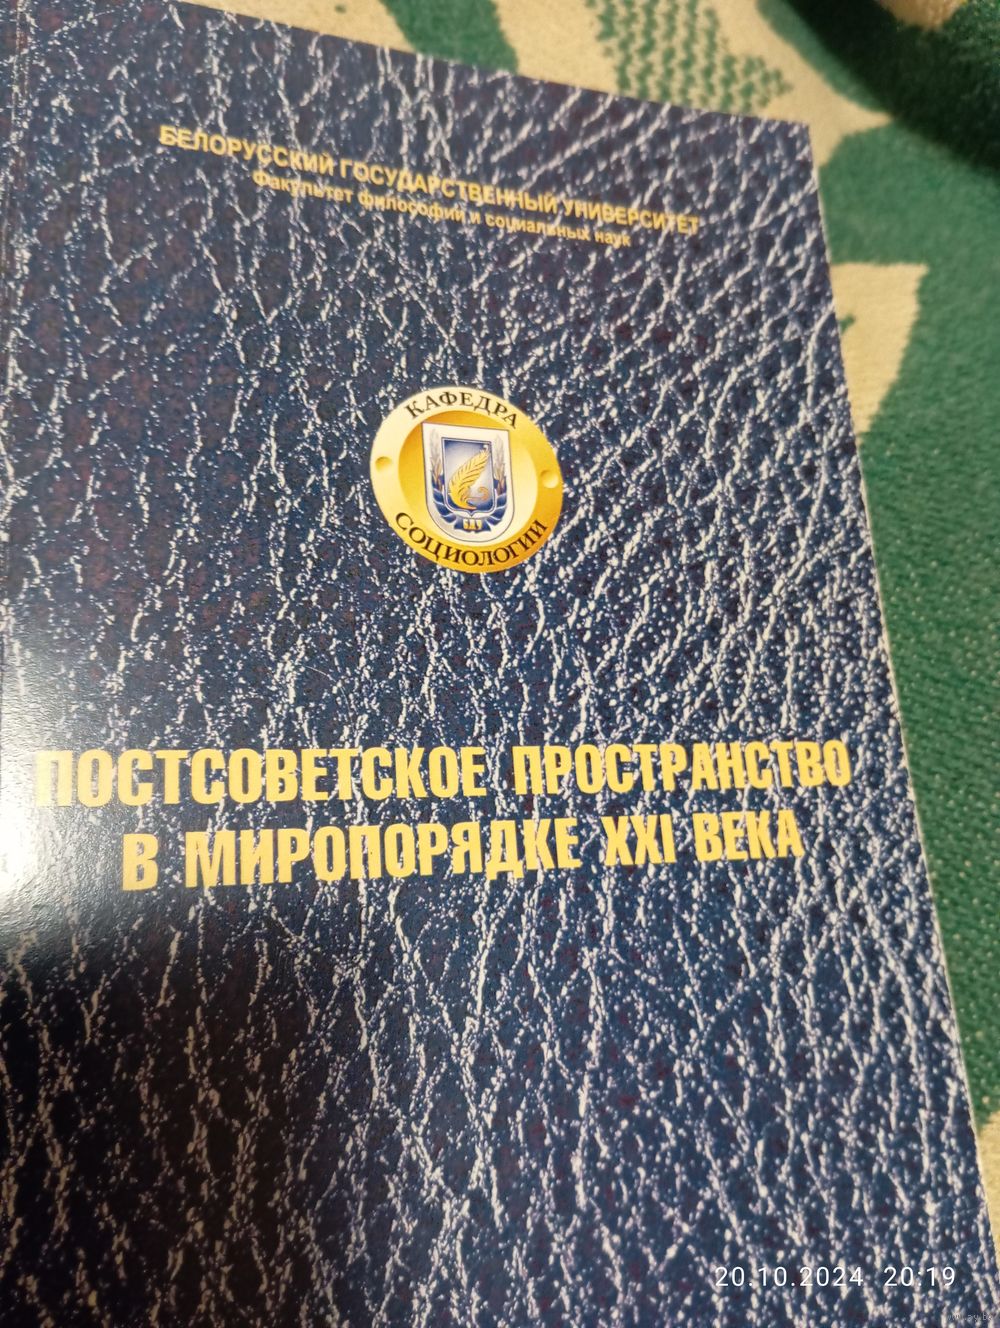 БЕЛОРУССКИЙ ГОСУДАРСТВЕННЫЙ УНИВЕРСИТЕТ
Факультет философии и социальных наук
КАФЕДРА
БДУ
СОЦИОЛОГИИ
ПОСТСОВЕТСКОЕ ПРОСТРАНСТВО
В МИРОПОРЯДКЕ XXI ВЕКА
20.10.2024 20:19